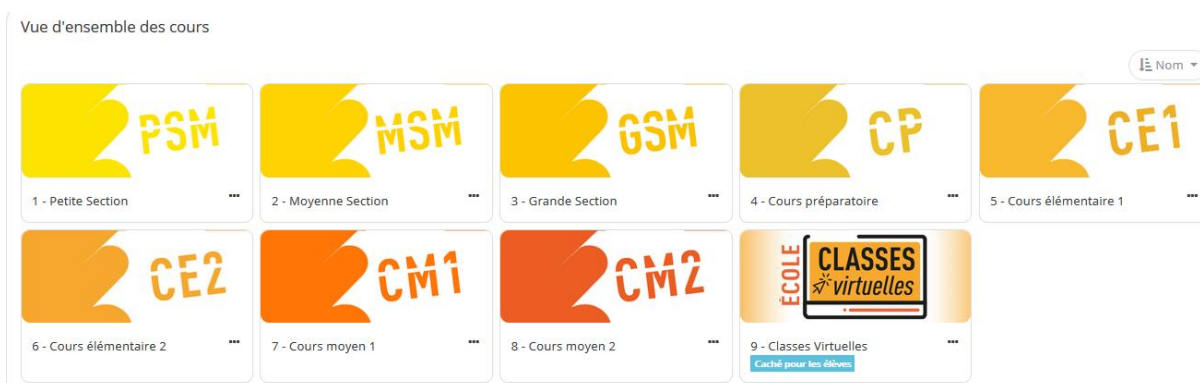 Vue d'ensemble des cours
Nom
PSM
MSM
GSM
CP
CE1
1 - Petite Section
2 - Moyenne Section
3 - Grande Section
4 - Cours préparatoire
5 - Cours élémentaire 1
CE2
CM1
CM2
ÉCOLE
CLASSES
virtuelles
6 - Cours élémentaire 2
7 - Cours moyen 1
8 - Cours moyen 2
9 - Classes Virtuelles
Caché pour les élèves